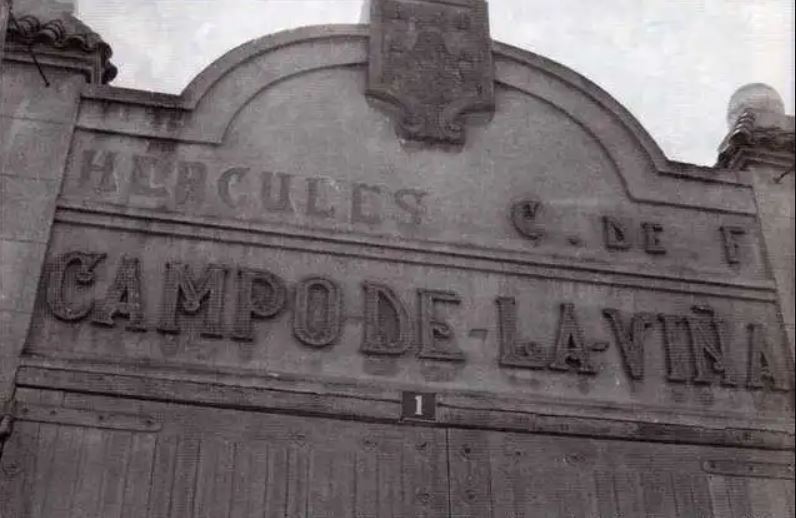 HERCULES C. DE F
CAMPO-DE-LA-VIÑA
1